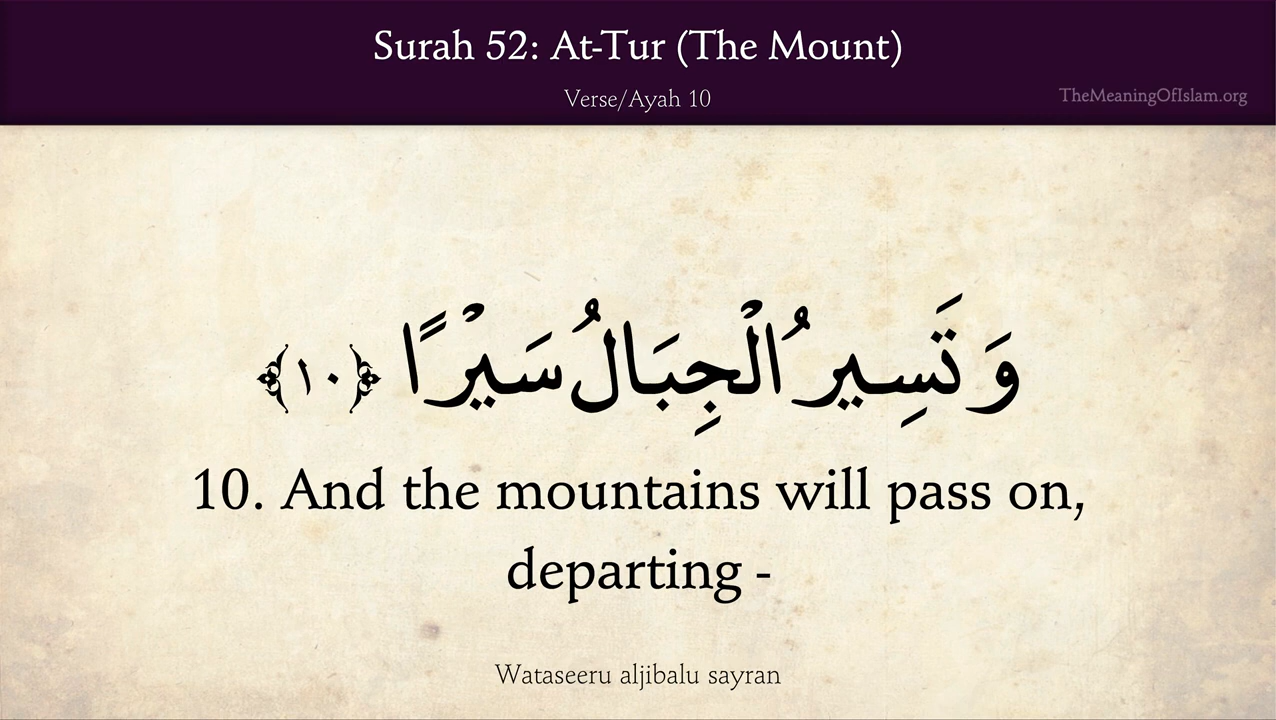 Surah 52: At-Tur (The Mount)
Verse/Ayah 10
TheMeaningOfIslam.org
وَتَسِيرُ الْجِبَالُ سَيْرًا ﴿١٠﴾
10. And the mountains will pass on,
departing -
Wataseeru aljibalu sayran